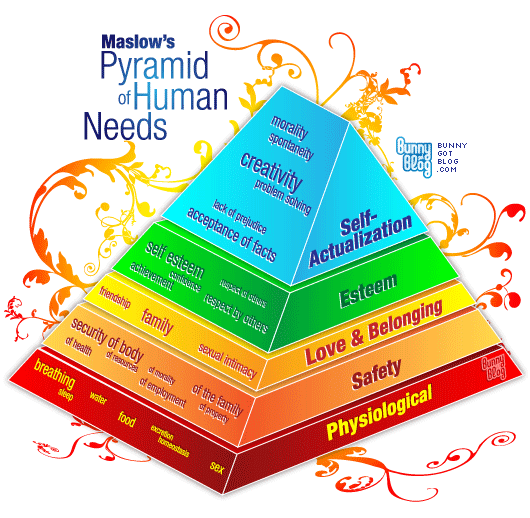 Maslow's
Pyramid
of Human
Needs
Bunny
Blog
BUNNY
GOT
BLOG
.COM
morality
spontaneity
creativity
problem solving
lack of prejudice
acceptance of facts
Self-
Actualization
self esteem
confidence
achievement
respect of others
respect by others
Esteem
friendship
family
sexual intimacy
Love & Belonging
security of body
of health
of resources
of morality
of employment
of the family
of property
Safety
Bunny
Blog
breathing
sleep
water
food
excretion
homeostasis
sex
Physiological